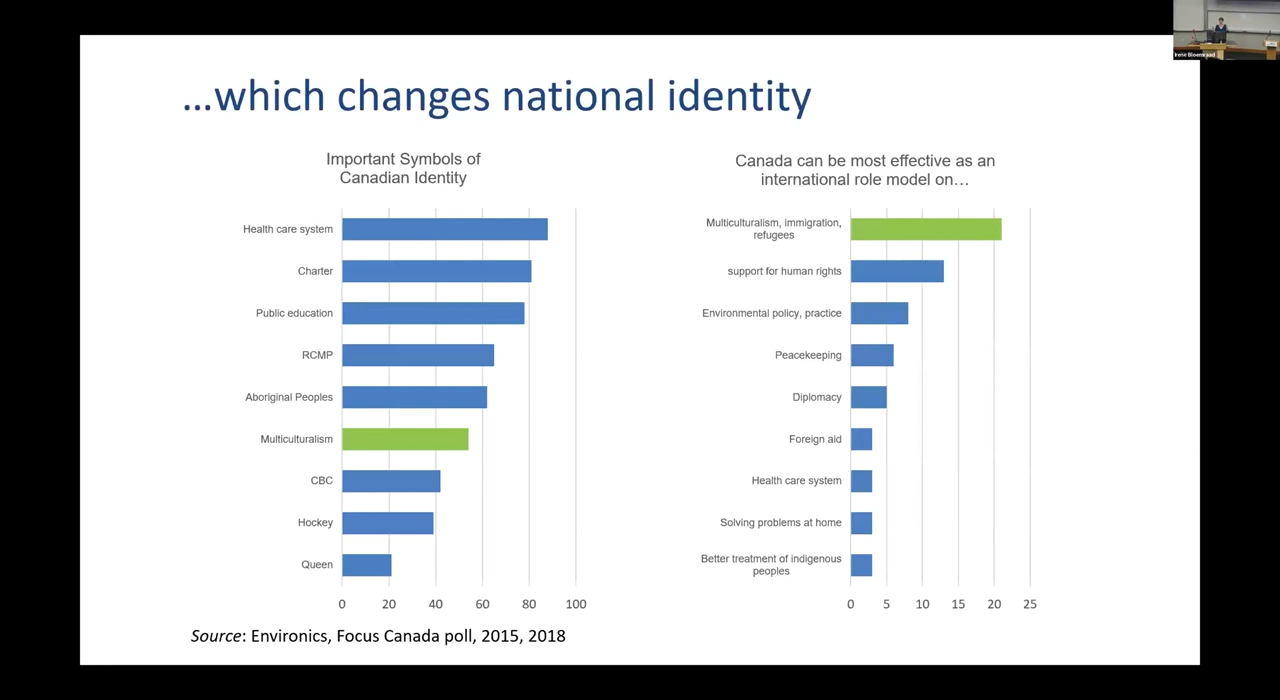 Irene Bloemraad
...which changes national identity
Important Symbols of
Canadian Identity
Health care system
Charter
Public education
RCMP
Aboriginal Peoples
Multiculturalism
CBC
Hockey
Queen
0 20 40 60 80 100
Canada can be most effective as an
international role model on…
Multiculturalism, immigration,
refugees
support for human rights
Environmental policy, practice
Peacekeeping
Diplomacy
Foreign aid
Health care system
Solving problems at home
Better treatment of indigenous
peoples
0 5 10 15 20 25
Source: Environics, Focus Canada poll, 2015, 2018